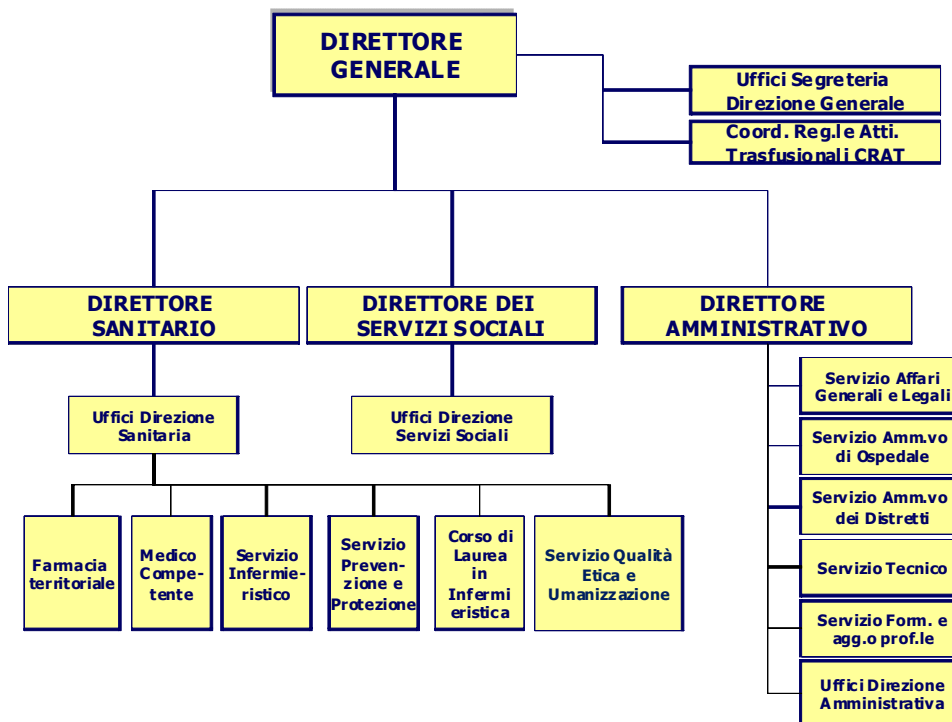 DIRETTORE
GENERALE
Uffici Segreteria
Direzione Generale
Coord. Reg.le Atti.
Trasfusionali CRAT
DIRETTORE
SANITARIO
DIRETTORE DEI
SERVIZI SOCIALI
DIRETTORE
AMMINISTRATIVO
Uffici Direzione
Sanitaria
Uffici Direzione
Servizi Sociali
Servizio Affari
Generali e Legali
Servizio Amm.vo
di Ospedale
Servizio Amm.vo
dei Distretti
Servizio Tecnico
Servizio Form. e
agg.o prof.le
Uffici Direzione
Amministrativa
Farmacia
territoriale
Medico
Compe-
tente
Servizio
Infermie-
ristico
Servizio
Preven-
zione e
Protezione
Corso di
Laurea
in
Infermi
eristica
Servizio Qualità
Etica e
Umanizzazione